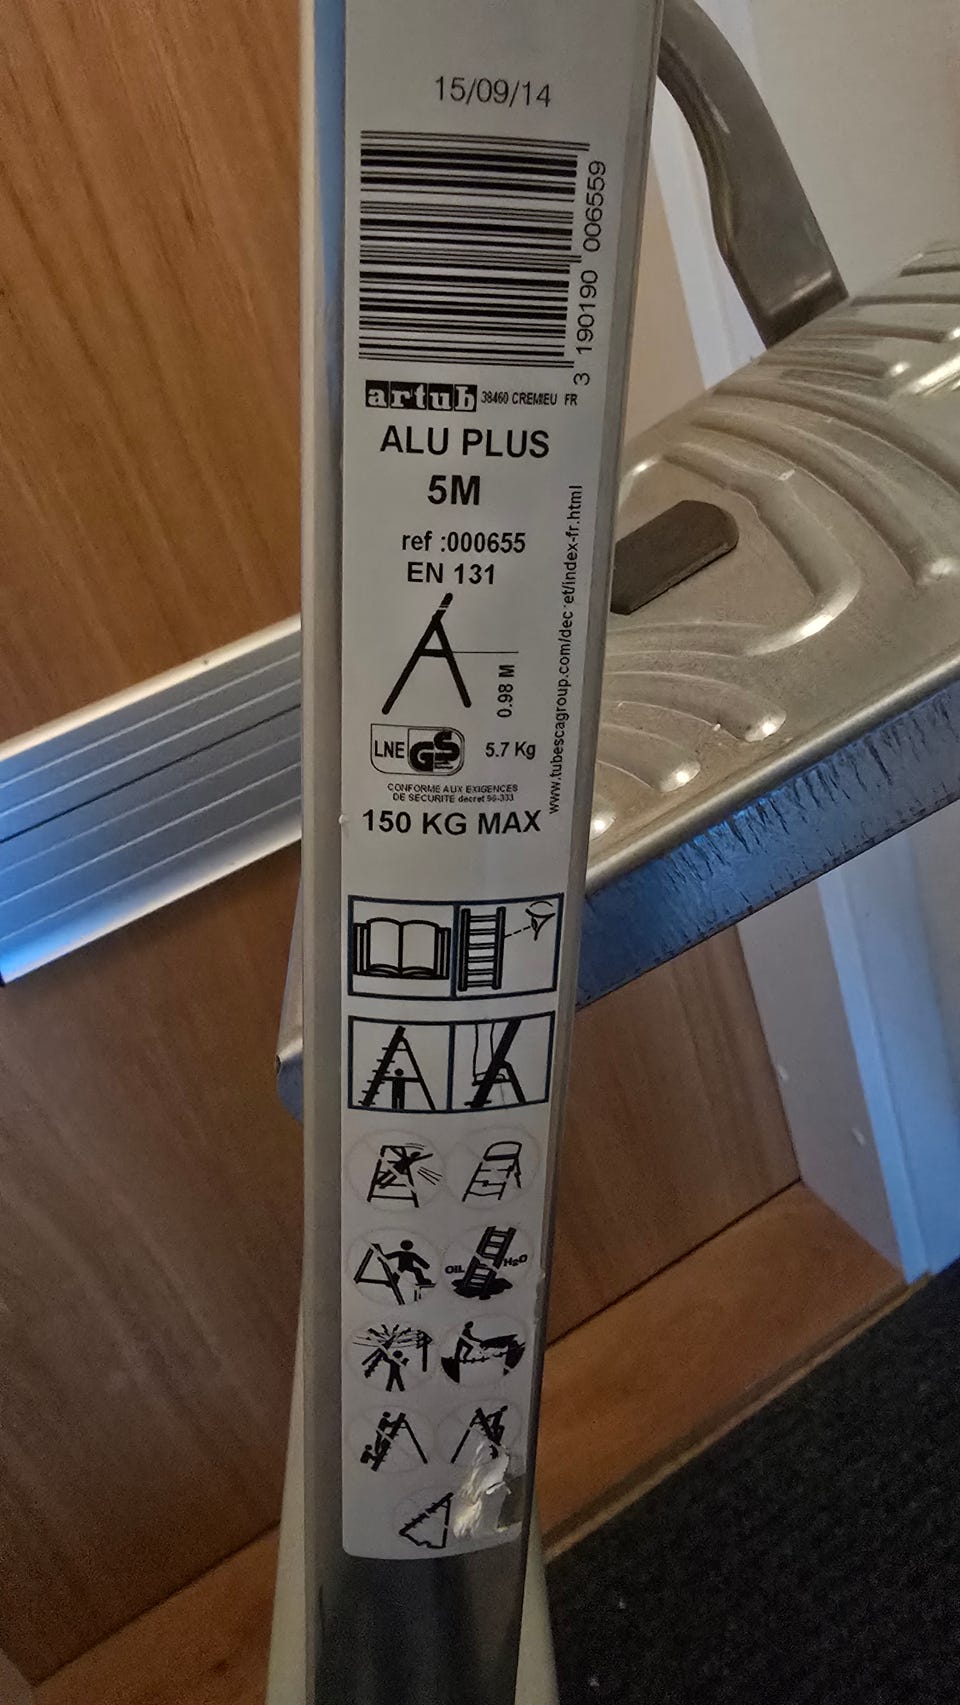 15/09/14
3 190190 006559
artub 38460 CREMIEU FR
ALU PLUS
5M
ref :000655
EN 131
0.98 M
LNE GS 5.7 Kg
CONFORME AUX EXIGENCES
DE SECURITE decret 96-333
150 KG MAX
www.tubescagroup.com/dec et/index-fr.html
OIL H2O